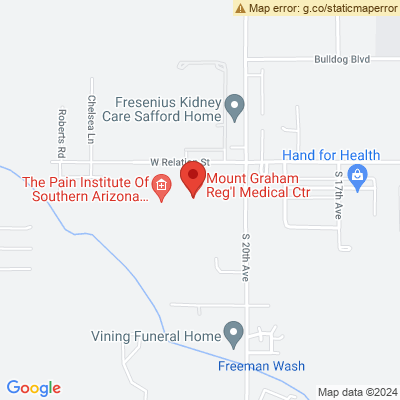 Map error: g.co/staticmaperror
Bulldog Blvd
Fresenius Kidney
Care Safford Home
Chelsea Ln
Roberts Rd
W Relation St
Hand for Health
The Pain Institute Of
Southern Arizona...
Mount Graham
Reg'l Medical Ctr
S 17th Ave
S 20th Ave
Vining Funeral Home
Freeman Wash
Google
Map data ©2024